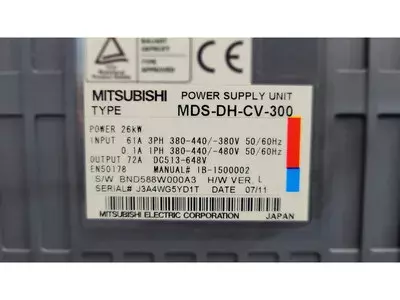 MITSUBISHI POWER SUPPLY UNIT
TYPE MDS-DH-CV-300
POWER 26kW
INPUT 61A 3PH 380-440/-380V 50/60Hz
0.1A 1PH 380-440/-480V 50/60Hz
OUTPUT 72A DC513-648V
EN50178 MANUAL# IB-1500002
S/W BND588W000A3 H/W VER. L
SERIAL# J3A4WG5YD1T DATE 07/11
MITSUBISHI ELECTRIC CORPORATION JAPAN